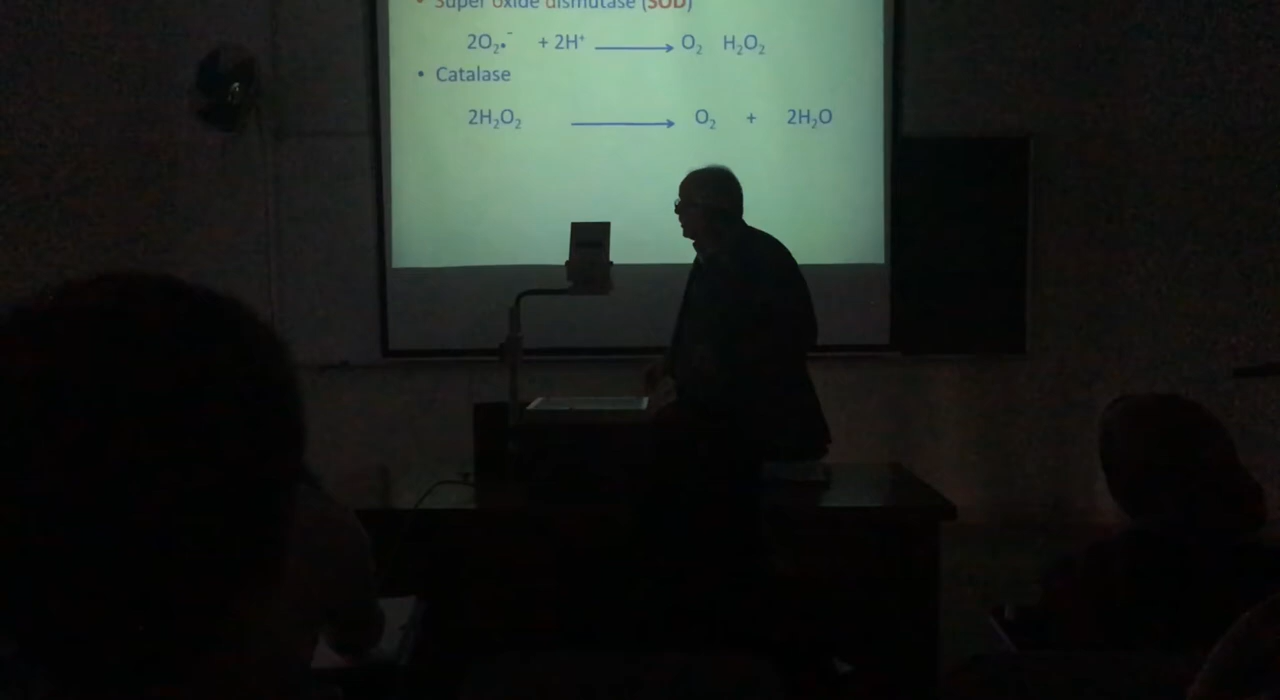 • Super oxide dismutase (SOD)
2O₂•⁻ + 2H⁺ ⟶ O₂ H₂O₂
• Catalase
2H₂O₂ ⟶ O₂ + 2H₂O